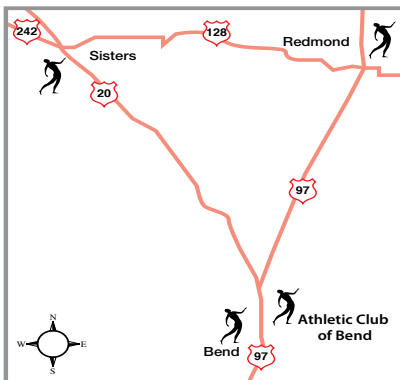 242
128
Redmond
Sisters
20
97
N
W E
S
Athletic Club
of Bend
Bend
97